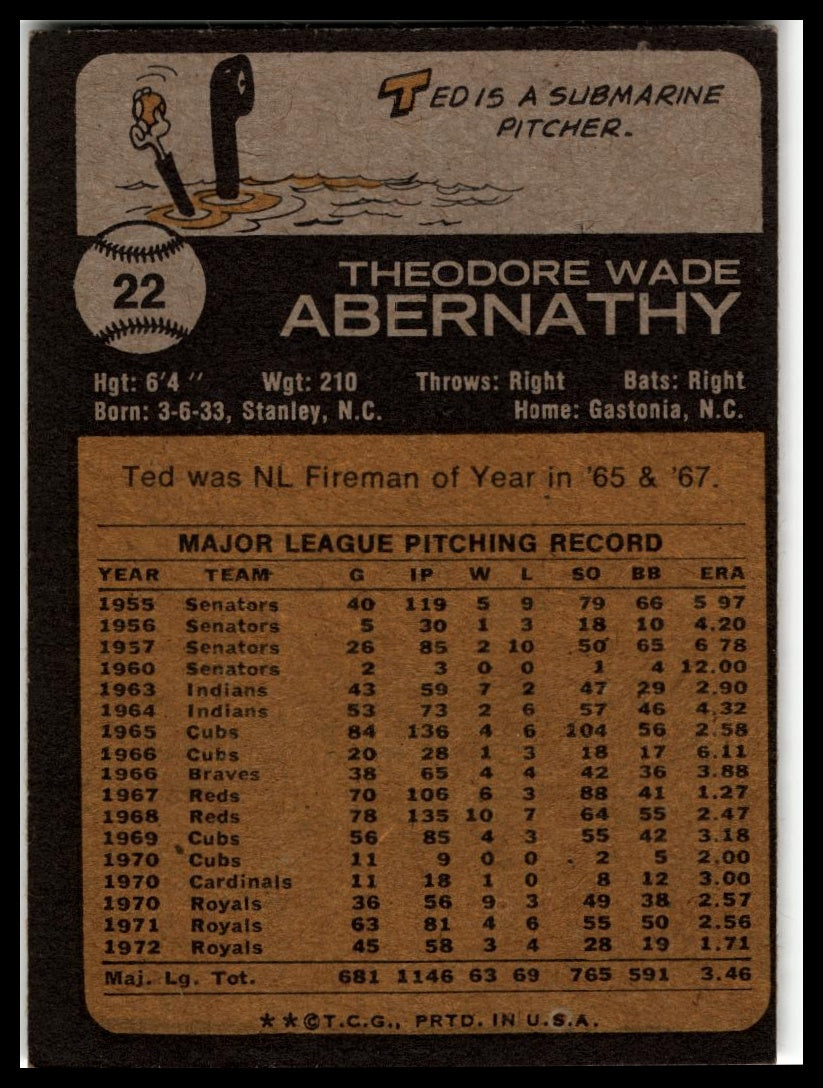 TED IS A SUBMARINE
PITCHER.
C
22
THEODORE WADE
ABERNATHY
Hgt: 6'4 " Wgt: 210 Throws: Right Bats: Right
Born: 3-6-33, Stanley, N.C. Home: Gastonia, N.C.
Ted was NL Fireman of Year in '65 & '67.
MAJOR LEAGUE PITCHING RECORD
YEAR TEAM G IP W L SO BB ERA
1955 Senators 40 119 5 9 79 66 5 97
1956 Senators 5 30 1 3 18 10 4.20
1957 Senators 26 85 2 10 50 65 6 78
1960 Senators 2 3 0 0 1 4 12.00
1963 Indians 43 59 7 2 47 29 2.90
1964 Indians 53 73 2 6 57 46 4.32
1965 Cubs 84 136 4 6 104 56 2.58
1966 Cubs 20 28 1 3 18 17 6.11
1966 Braves 38 65 4 4 42 36 3.88
1967 Reds 70 106 6 3 88 41 1.27
1968 Reds 78 135 10 7 64 55 2.47
1969 Cubs 56 85 4 3 55 42 3.18
1970 Cubs 11 9 0 0 2 5 2.00
1970 Cardinals 11 18 1 0 8 12 3.00
1970 Royals 36 56 9 3 49 38 2.57
1971 Royals 63 81 4 6 55 50 2.56
1972 Royals 45 58 3 4 28 19 1.71
Maj. Lg. Tot. 681 1146 63 69 765 591 3.46
**©T.C.G., PRTD. IN U.S.A.